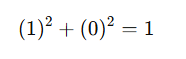 (1)² + (0)² = 1